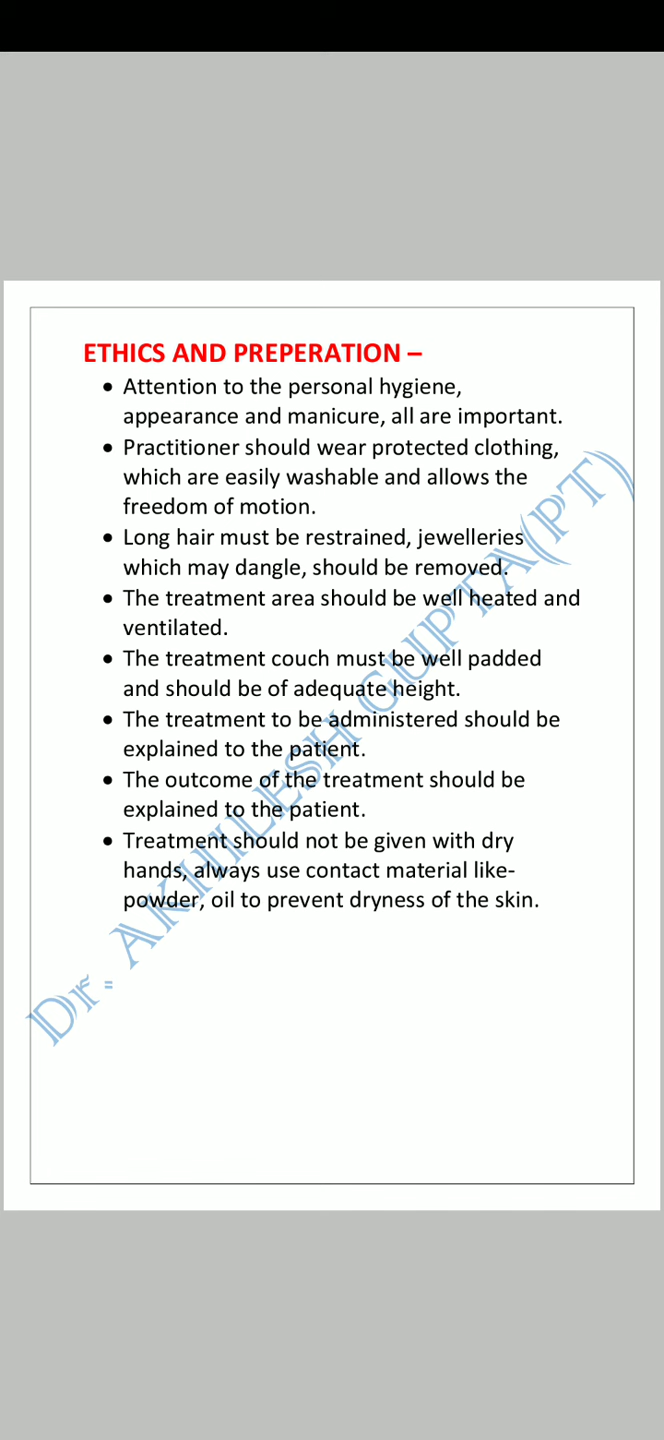 ETHICS AND PREPERATION –
• Attention to the personal hygiene,
appearance and manicure, all are important.
• Practitioner should wear protected clothing,
which are easily washable and allows the
freedom of motion.
• Long hair must be restrained, jewelleries
which may dangle, should be removed.
• The treatment area should be well heated and
ventilated.
• The treatment couch must be well padded
and should be of adequate height.
• The treatment to be administered should be
explained to the patient.
• The outcome of the treatment should be
explained to the patient.
• Treatment should not be given with dry
hands, always use contact material like-
powder, oil to prevent dryness of the skin.
Dr. AKHILESH GUPTA(PT)